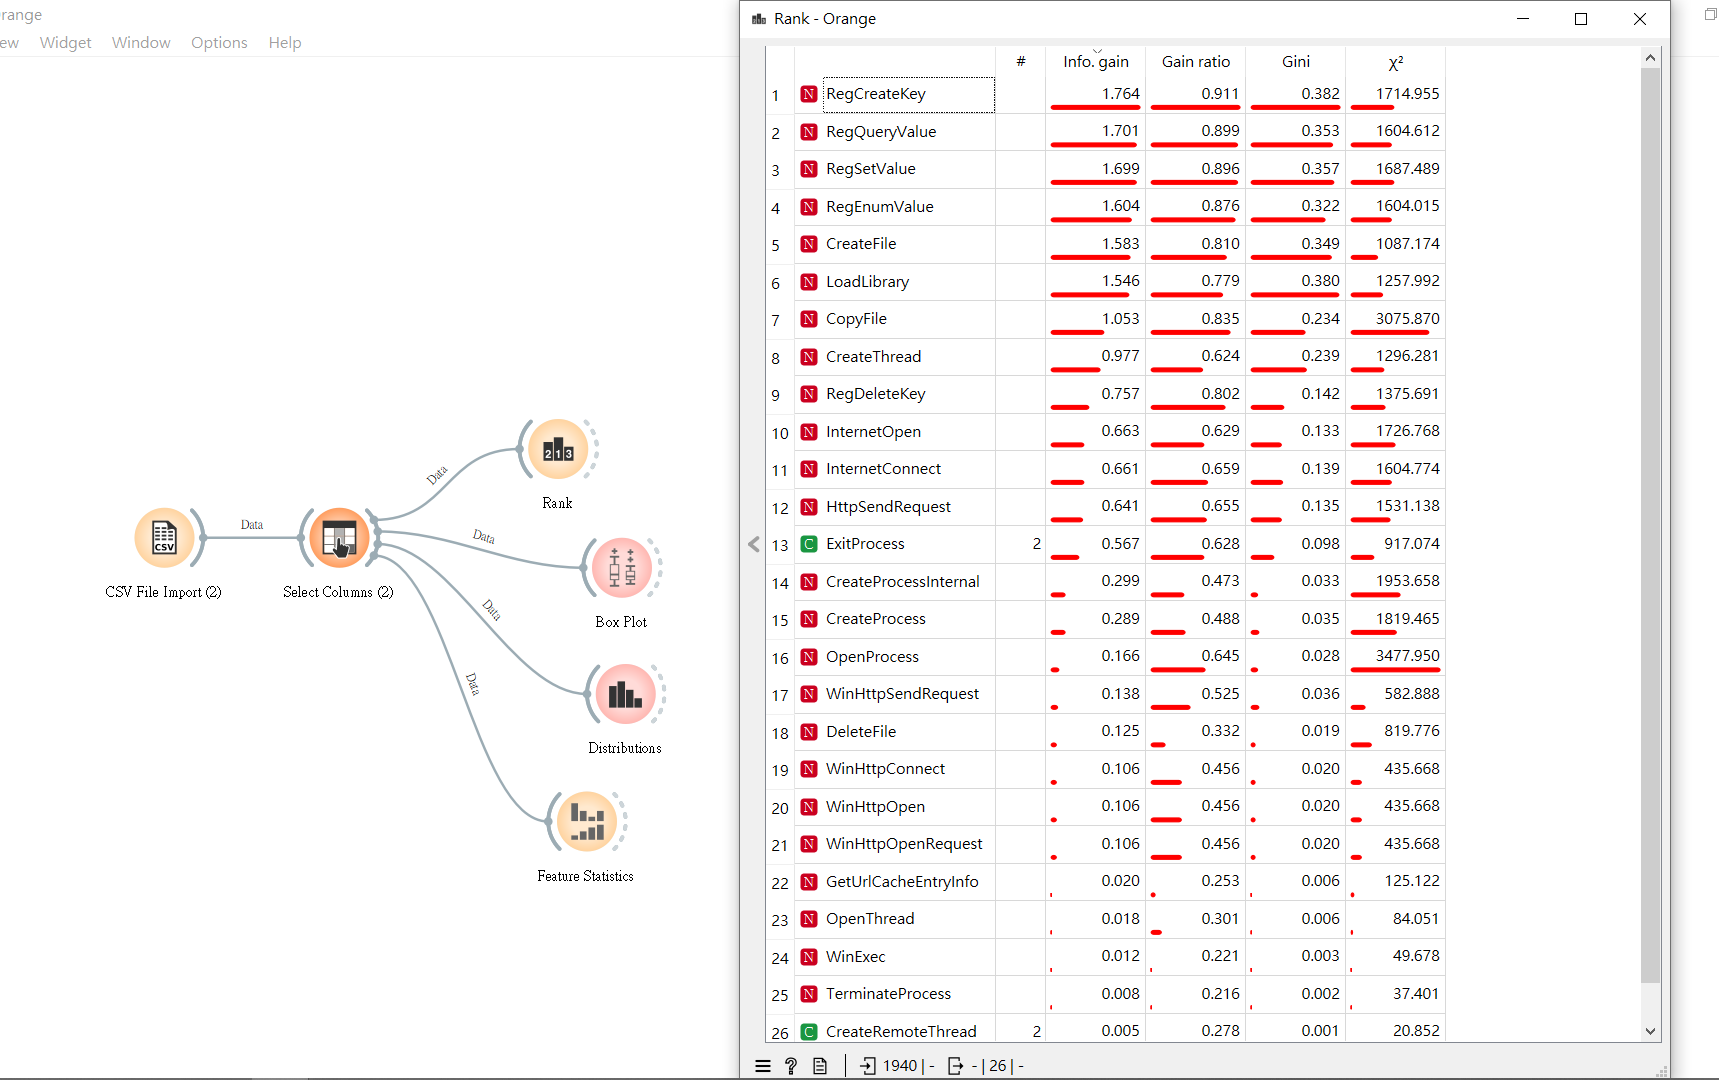 range
ew Widget Window Options Help
Data
Data
Data
Data
Data
213
CSV
Rank
CSV File Import (2)
Select Columns (2)
Box Plot
Distributions
Feature Statistics
Rank - Orange
# Info. gain Gain ratio Gini χ²
1 N RegCreateKey 1.764 0.911 0.382 1714.955
2 N RegQueryValue 1.701 0.899 0.353 1604.612
3 N RegSetValue 1.699 0.896 0.357 1687.489
4 N RegEnumValue 1.604 0.876 0.322 1604.015
5 N CreateFile 1.583 0.810 0.349 1087.174
6 N LoadLibrary 1.546 0.779 0.380 1257.992
7 N CopyFile 1.053 0.835 0.234 3075.870
8 N CreateThread 0.977 0.624 0.239 1296.281
9 N RegDeleteKey 0.757 0.802 0.142 1375.691
10 N InternetOpen 0.663 0.629 0.133 1726.768
11 N InternetConnect 0.661 0.659 0.139 1604.774
12 N HttpSendRequest 0.641 0.655 0.135 1531.138
13 C ExitProcess 2 0.567 0.628 0.098 917.074
14 N CreateProcessInternal 0.299 0.473 0.033 1953.658
15 N CreateProcess 0.289 0.488 0.035 1819.465
16 N OpenProcess 0.166 0.645 0.028 3477.950
17 N WinHttpSendRequest 0.138 0.525 0.036 582.888
18 N DeleteFile 0.125 0.332 0.019 819.776
19 N WinHttpConnect 0.106 0.456 0.020 435.668
20 N WinHttpOpen 0.106 0.456 0.020 435.668
21 N WinHttpOpenRequest 0.106 0.456 0.020 435.668
22 N GetUrlCacheEntryInfo 0.020 0.253 0.006 125.122
23 N OpenThread 0.018 0.301 0.006 84.051
24 N WinExec 0.012 0.221 0.003 49.678
25 N TerminateProcess 0.008 0.216 0.002 37.401
26 C CreateRemoteThread 2 0.005 0.278 0.001 20.852
? 1940 | - - | 26 | -